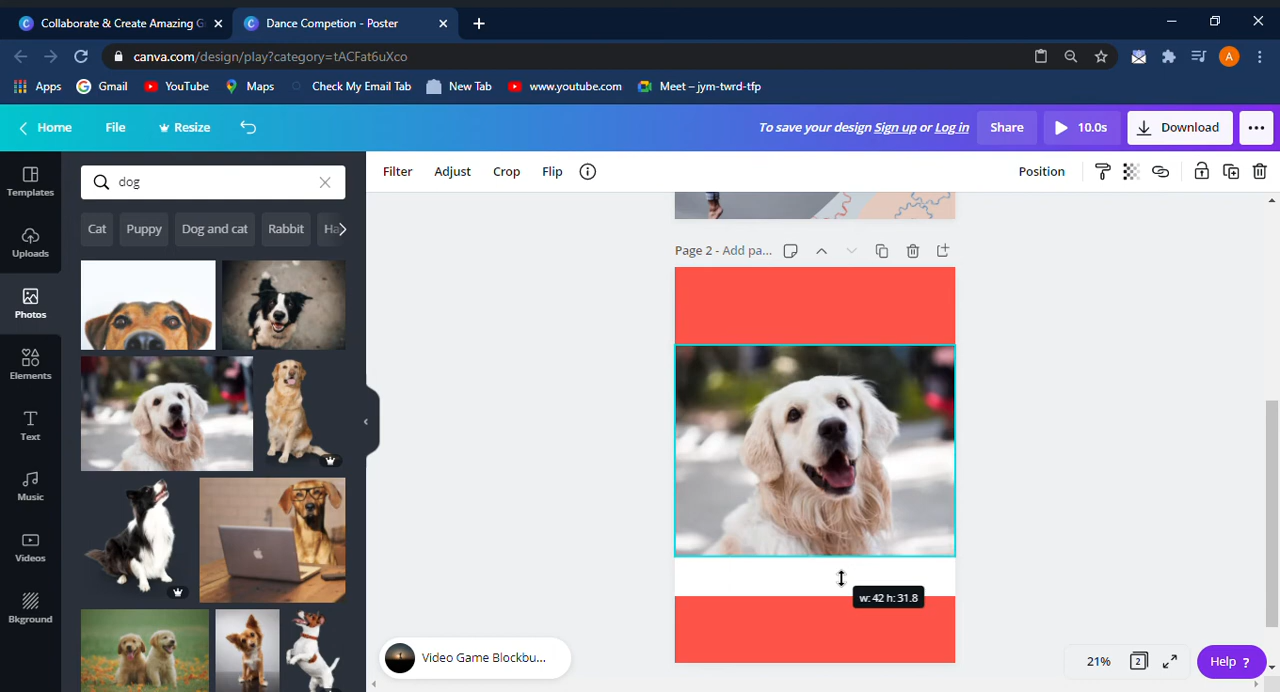 Collaborate & Create Amazing G
Dance Competion - Poster
canva.com/design/play?category=tACFat6uXco
A
Apps
Gmail
YouTube
Maps
Check My Email Tab
New Tab
www.youtube.com
Meet – jym-twrd-tfp
Home
File
Resize
To save your design Sign up or Log in
Share
10.0s
Download
Templates
Uploads
Photos
Elements
Text
Music
Videos
Bkground
dog
Cat
Puppy
Dog and cat
Rabbit
Ha
Filter
Adjust
Crop
Flip
Position
Page 2 - Add pa...
w: 42 h: 31.8
Video Game Blockbu...
21%
2
Help ?